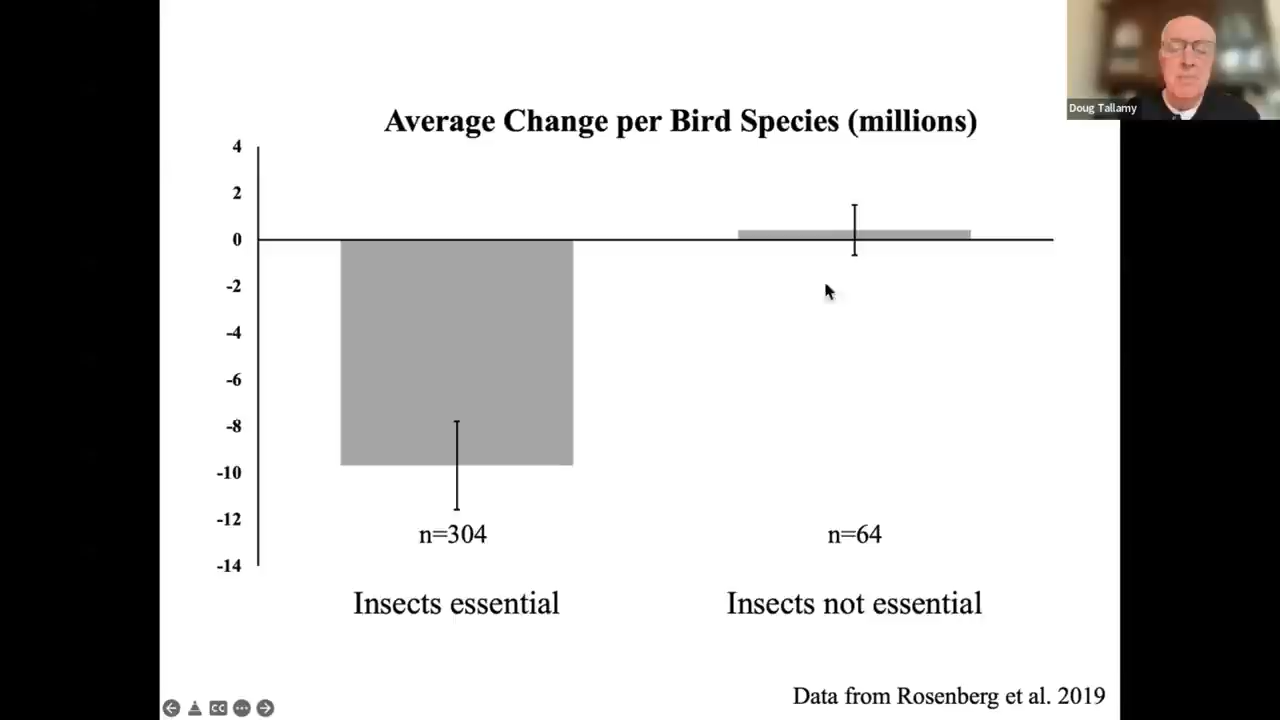 Doug Tallamy
Average Change per Bird Species (millions)
4
2
0
-2
-4
-6
-8
-10
-12
-14
n=304
n=64
Insects essential
Insects not essential
Data from Rosenberg et al. 2019
CC